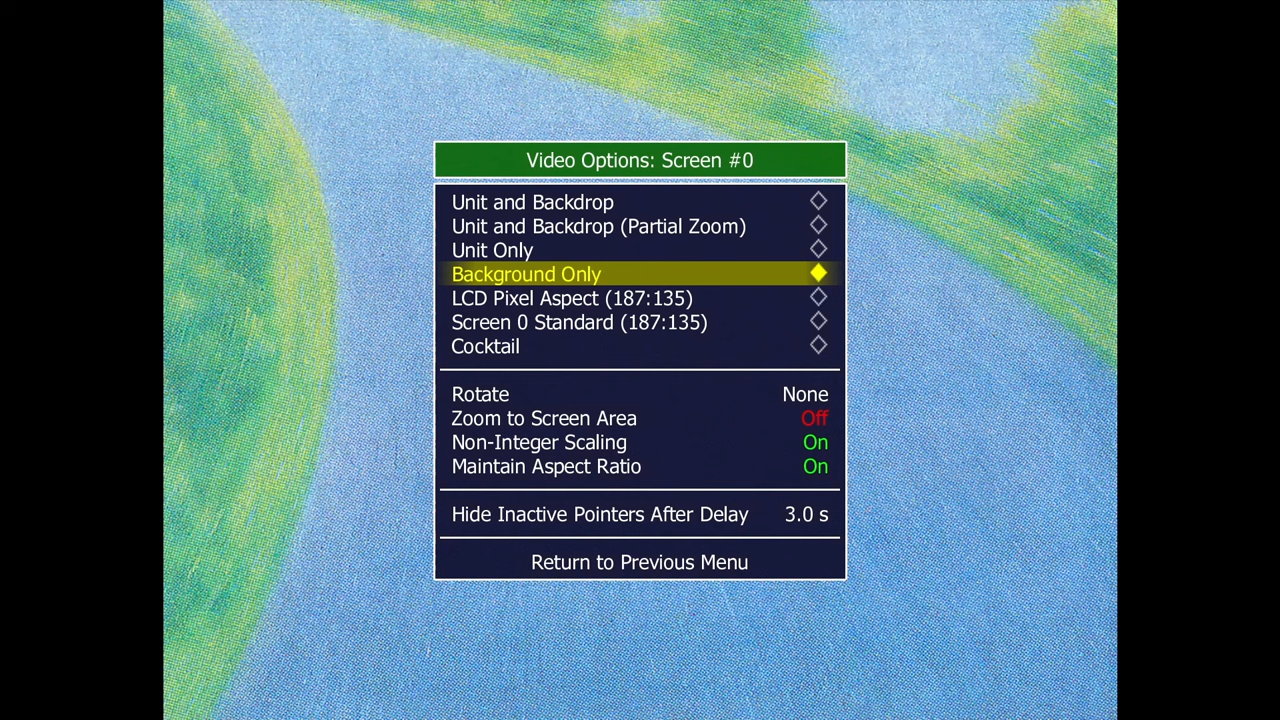 Video Options: Screen #0
Unit and Backdrop
Unit and Backdrop (Partial Zoom)
Unit Only
Background Only
LCD Pixel Aspect (187:135)
Screen 0 Standard (187:135)
Cocktail
Rotate None
Zoom to Screen Area Off
Non-Integer Scaling On
Maintain Aspect Ratio On
Hide Inactive Pointers After Delay 3.0 s
Return to Previous Menu